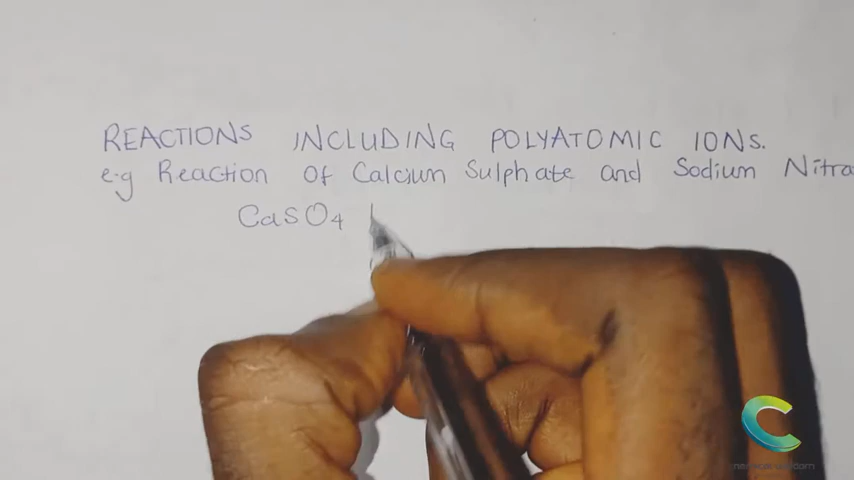 REACTIONS INCLUDING POLYATOMIC IONS.
e.g Reaction of Calcium Sulphate and Sodium Nitra
CaSO4